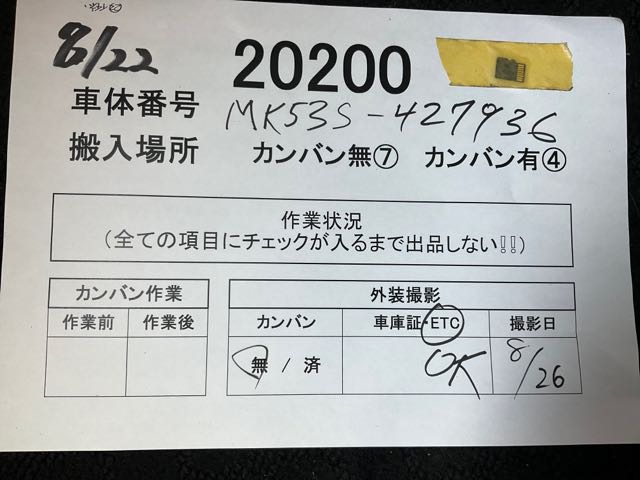 8/22
20200
車体番号 MK53S-427936
搬入場所 カンバン無⑦ カンバン有④
作業状況
(全ての項目にチェックが入るまで出品しない!!)
カンバン作業
作業前 作業後
外装撮影
カンバン 車庫証・ETC 撮影日
無 / 済 OK 8/26